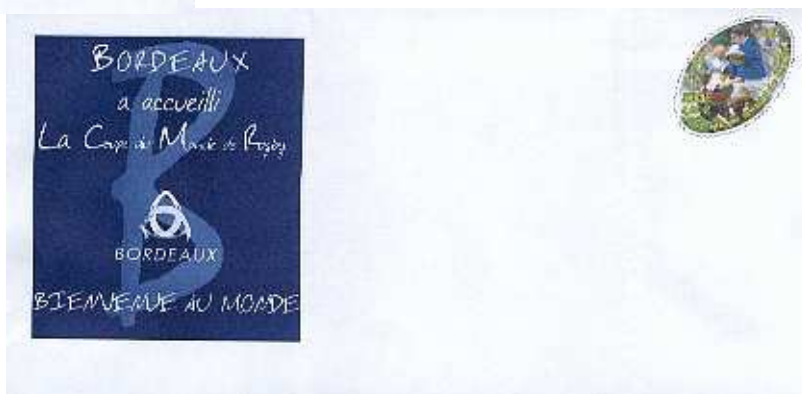 BORDEAUX
a accueilli
La Coupe du Monde de Rugby
BORDEAUX
BIENVENUE AU MONDE